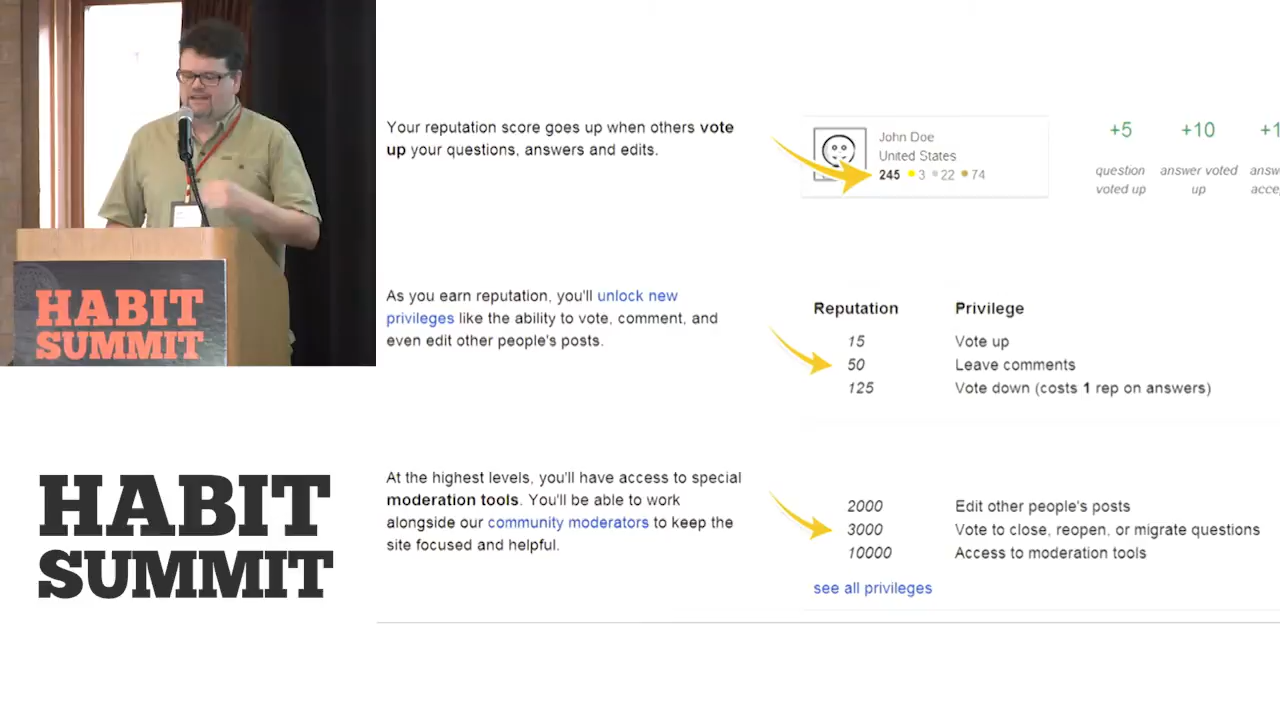 HABIT
SUMMIT
HABIT
SUMMIT
Your reputation score goes up when others vote
up your questions, answers and edits.
John Doe
United States
245 3 22 74
+5 +10 +1
question answer voted answ
voted up up acce
As you earn reputation, you'll unlock new
privileges like the ability to vote, comment, and
even edit other people's posts.
Reputation Privilege
15 Vote up
50 Leave comments
125 Vote down (costs 1 rep on answers)
At the highest levels, you'll have access to special
moderation tools. You'll be able to work
alongside our community moderators to keep the
site focused and helpful.
2000 Edit other people's posts
3000 Vote to close, reopen, or migrate questions
10000 Access to moderation tools
see all privileges